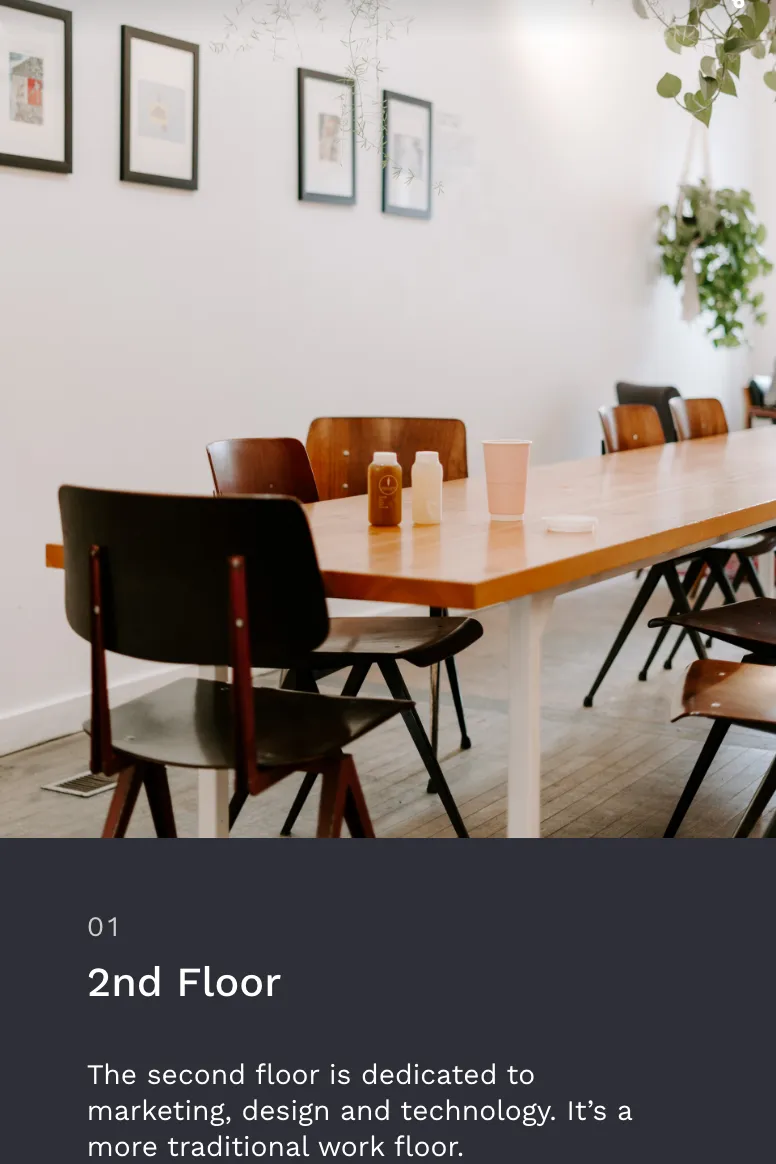 01
2nd Floor
The second floor is dedicated to
marketing, design and technology. It’s a
more traditional work floor.